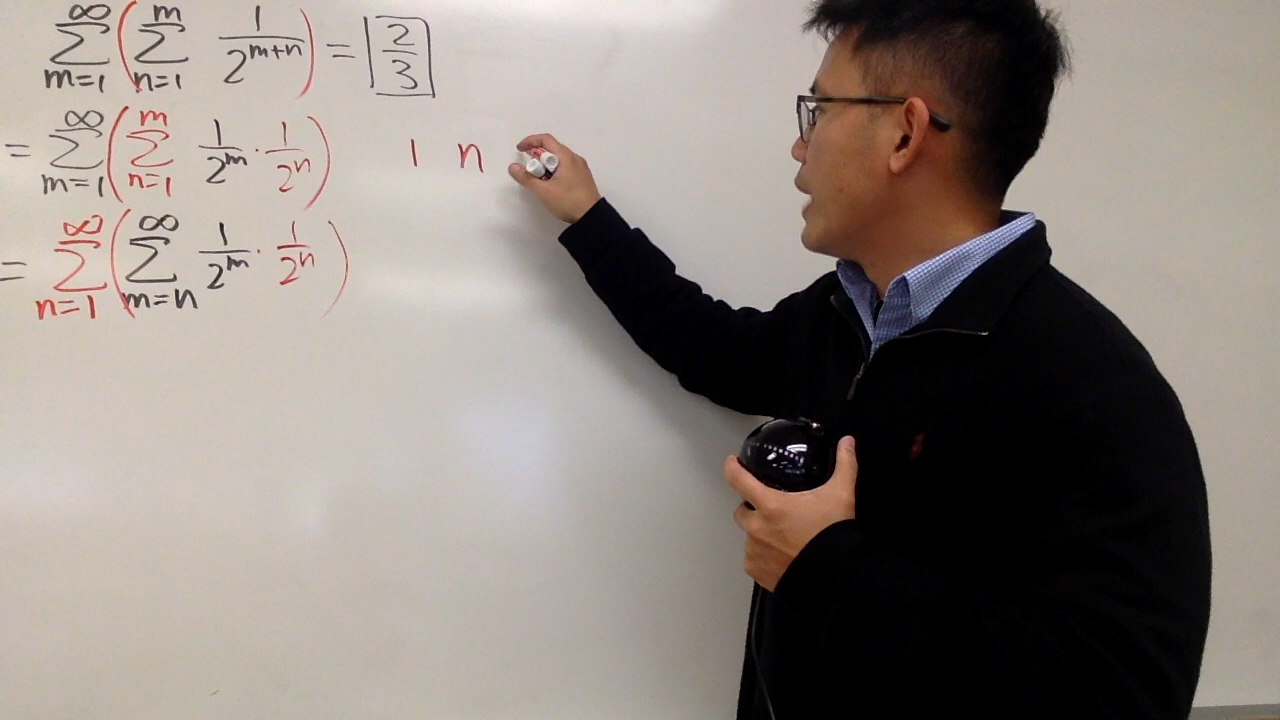 ∞∑m=1 (m∑n=1 1/2^(m+n)) = 2/3
= ∞∑m=1 (m∑n=1 1/2^m · 1/2^n) 1 n
= ∞∑n=1 (∞∑m=n 1/2^m · 1/2^n)